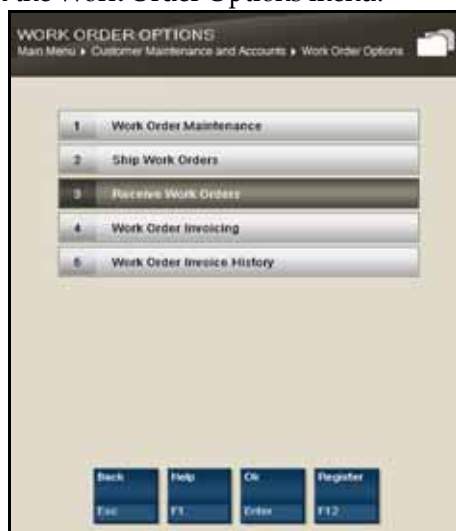 the Work Order Options menu.
WORK ORDER OPTIONS
Main Menu ▸ Customer Maintenance and Accounts ▸ Work Order Options
1 Work Order Maintenance
2 Ship Work Orders
3 Receive Work Orders
4 Work Order Invoicing
5 Work Order Invoice History
Back Help Ok Register
Esc F1 Enter F12